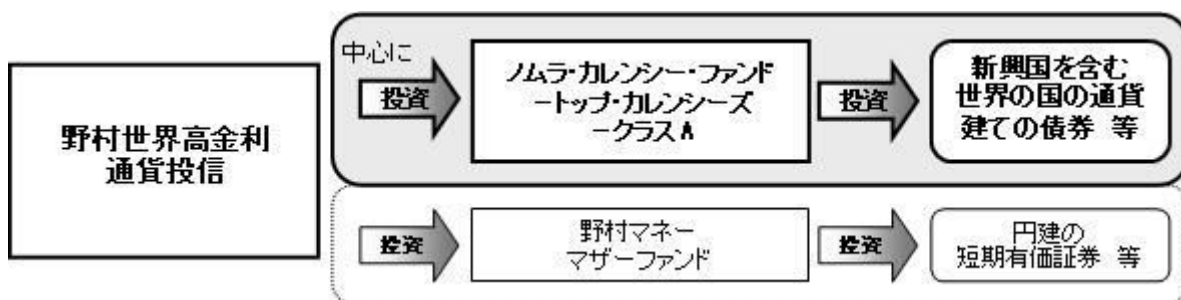 野村世界高金利
通貨投信
中心に
投資
ノムラ・カレンシー・ファンド
－トップ・カレンシーズ
－クラスA
投資
新興国を含む
世界の国の通貨
建ての債券 等
投資
野村マネー
マザーファンド
投資
円建の
短期有価証券 等